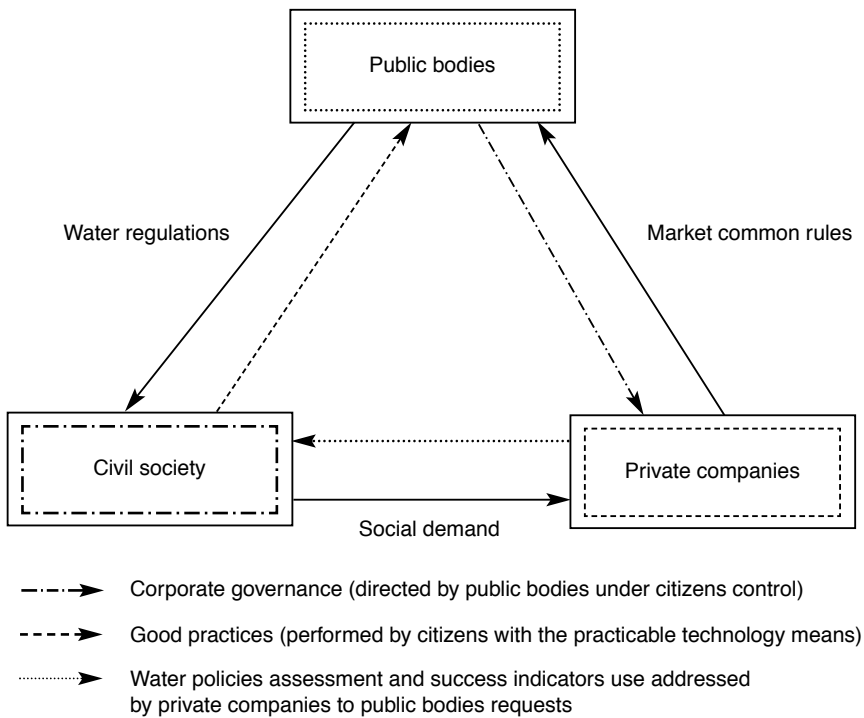 Public bodies
Water regulations
Market common rules
Civil society
Private companies
Social demand
Corporate governance (directed by public bodies under citizens control)
Good practices (performed by citizens with the practicable technology means)
Water policies assessment and success indicators use addressed
by private companies to public bodies requests